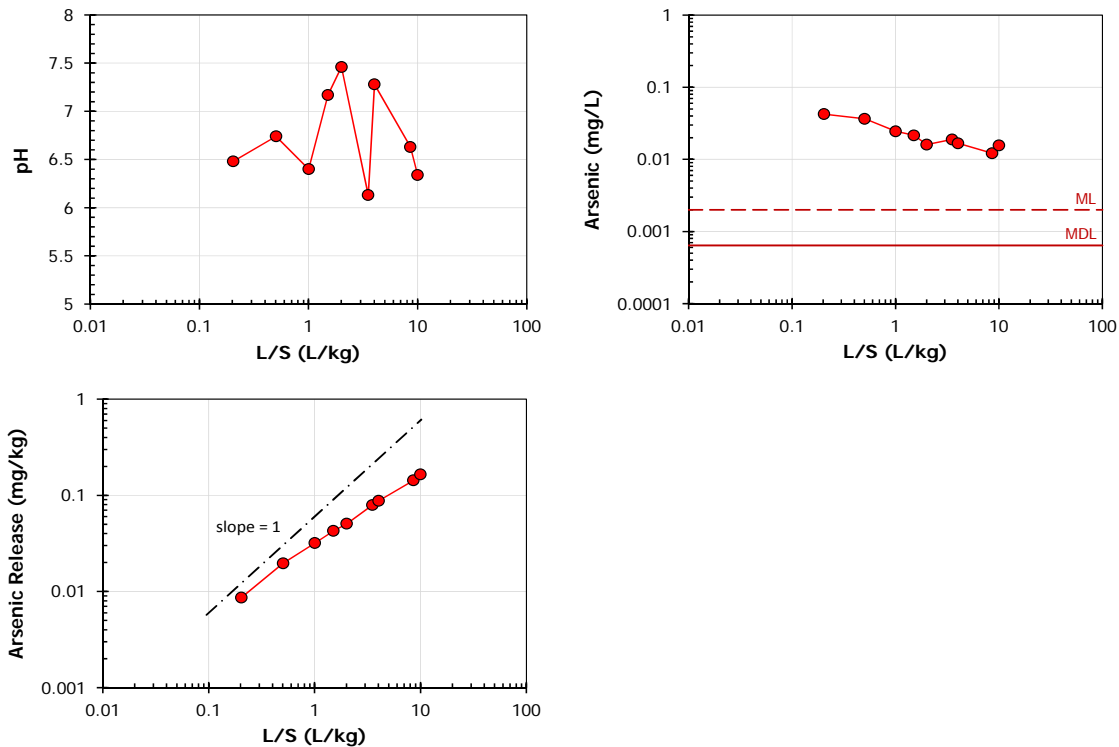 pH
8
7.5
7
6.5
6
5.5
5
0.01 0.1 1 10 100
L/S (L/kg)
Arsenic (mg/L)
1
0.1
0.01
0.001
0.0001
ML
MDL
0.01 0.1 1 10 100
L/S (L/kg)
Arsenic Release (mg/kg)
1
0.1
0.01
0.001
slope = 1
0.01 0.1 1 10 100
L/S (L/kg)